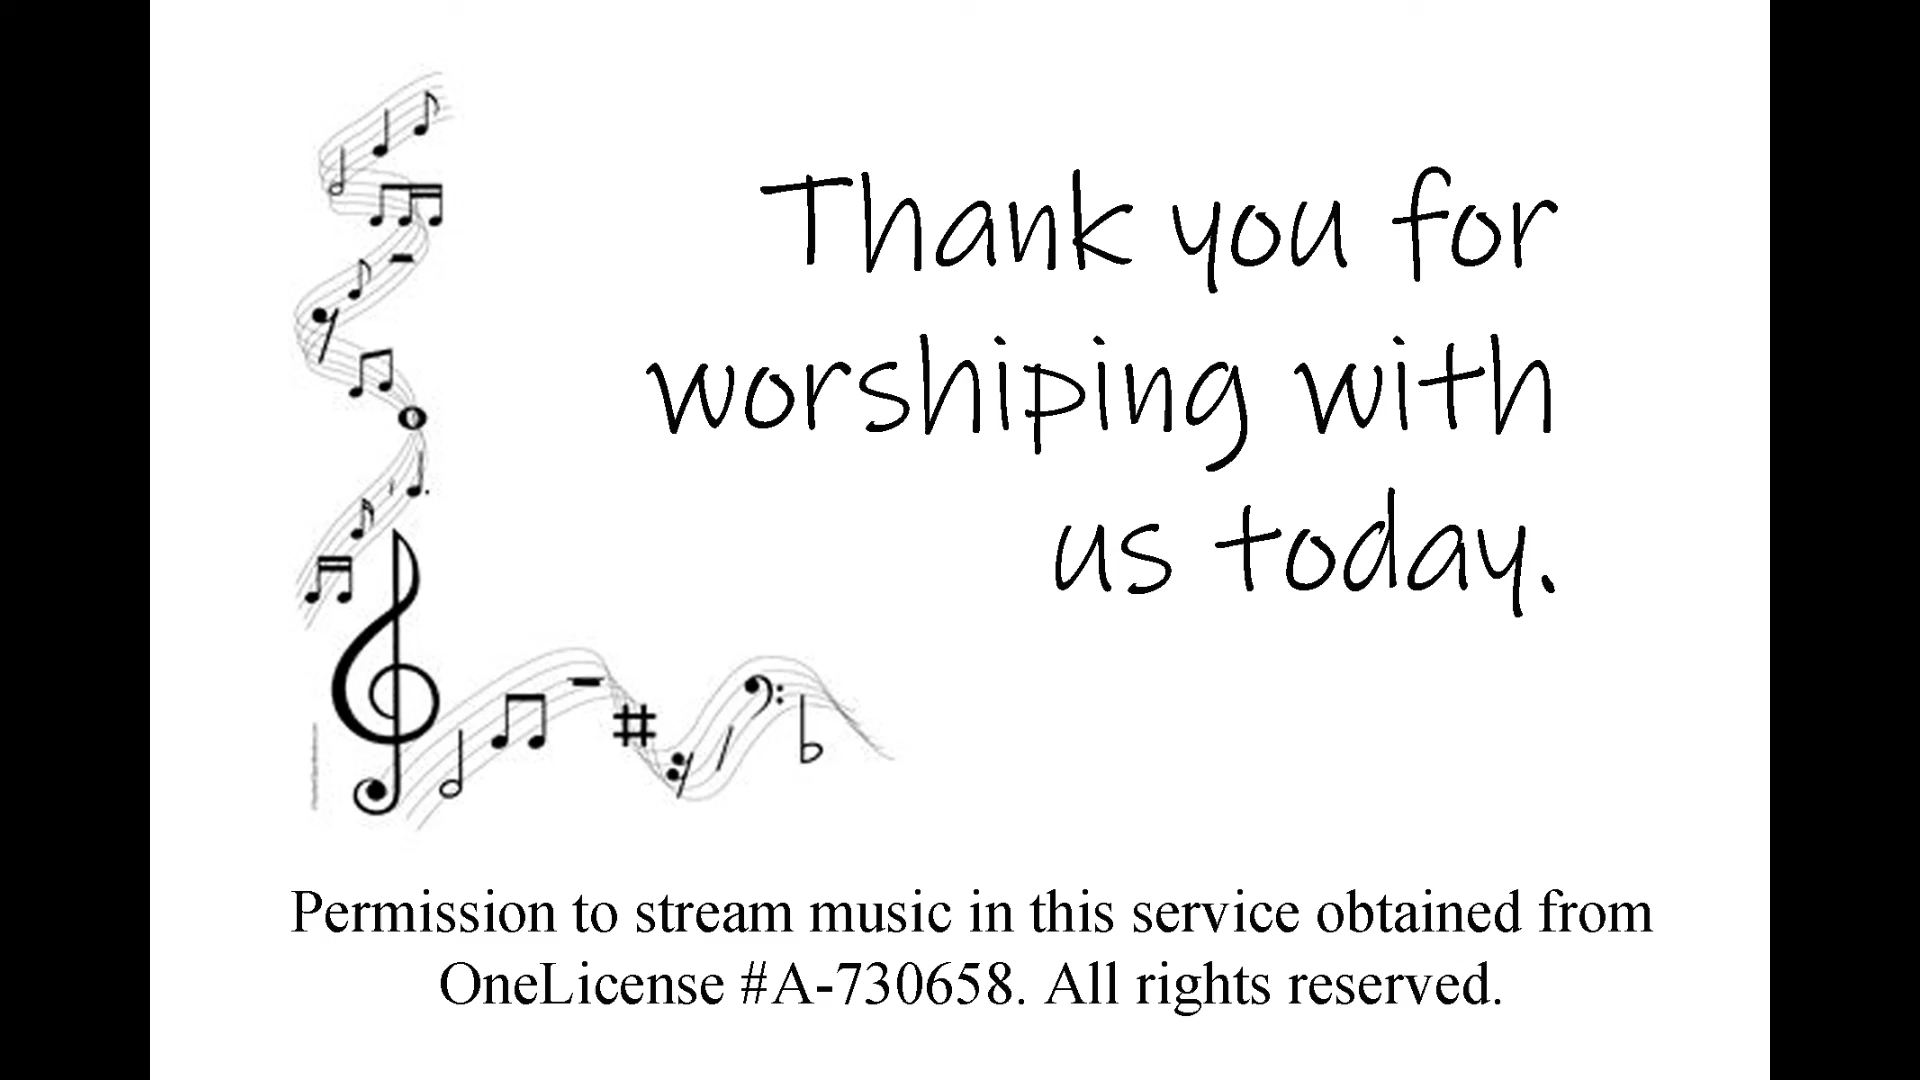 Thank you for
worshiping with
us today.
Permission to stream music in this service obtained from
OneLicense #A-730658. All rights reserved.